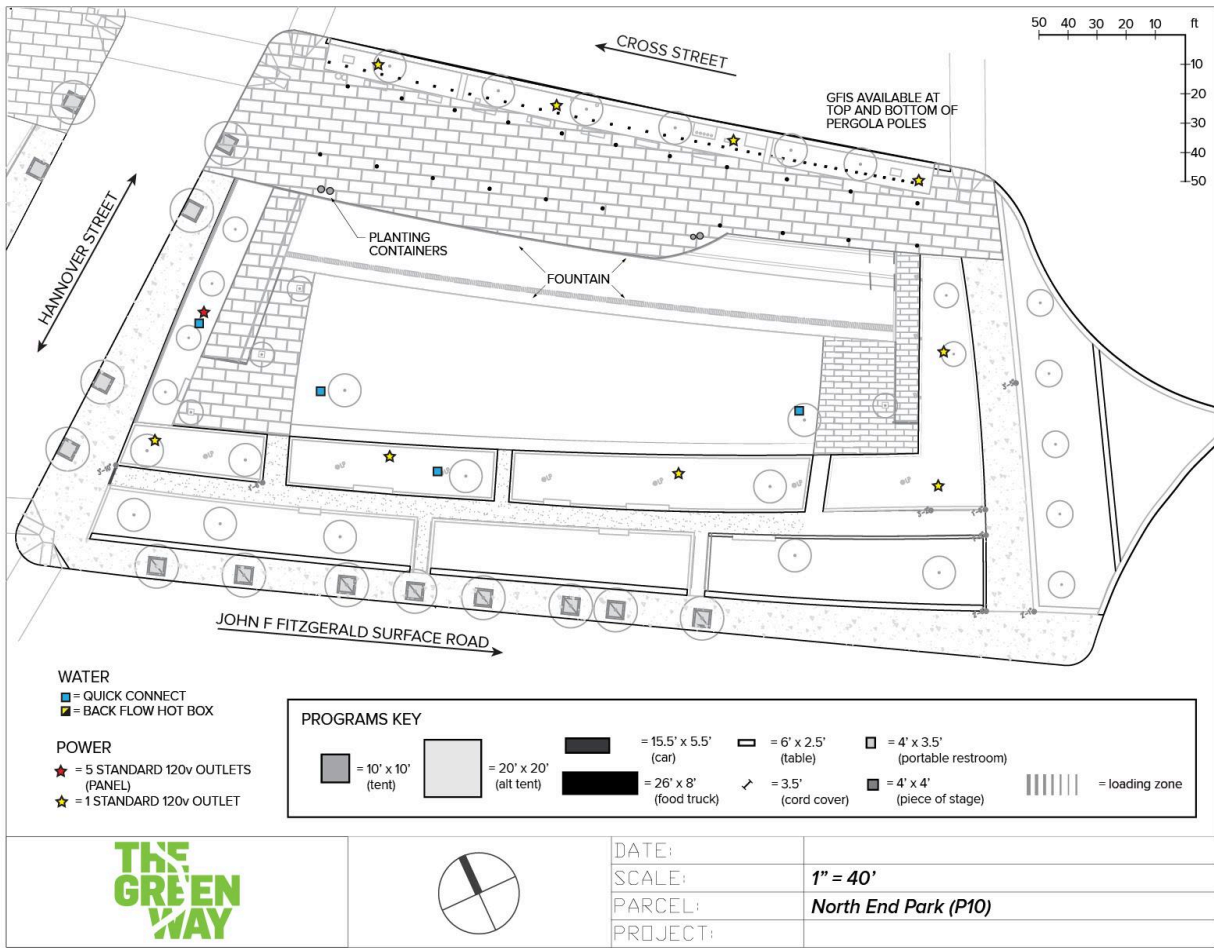 50 40 30 20 10 ft
10
20
30
40
50
CROSS STREET
GFIS AVAILABLE AT
TOP AND BOTTOM OF
PERGOLA POLES
HANNOVER STREET
PLANTING
CONTAINERS
FOUNTAIN
JOHN F FITZGERALD SURFACE ROAD
WATER
= QUICK CONNECT
= BACK FLOW HOT BOX
POWER
= 5 STANDARD 120v OUTLETS
(PANEL)
= 1 STANDARD 120v OUTLET
PROGRAMS KEY
= 10' x 10'
(tent)
= 20' x 20'
(alt tent)
= 15.5' x 5.5'
(car)
= 26' x 8'
(food truck)
= 6' x 2.5'
(table)
= 3.5'
(cord cover)
= 4' x 3.5'
(portable restroom)
= 4' x 4'
(piece of stage)
= loading zone
THE
GREEN
WAY
DATE:
SCALE: 1" = 40'
PARCEL: North End Park (P10)
PROJECT: